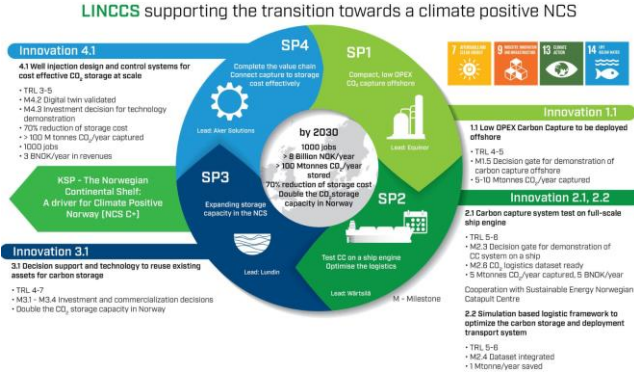 LINCCS supporting the transition towards a climate positive NCS
Innovation 4.1
4.1 Well injection design and control systems for
cost effective CO₂ storage at scale
• TRL 3-5
• M4.2 Digital twin validated
• M4.3 Investment decision for technology
demonstration
• 70% reduction of storage cost
• > 100 M tonnes CO₂/year captured
• 1000 jobs
• 3 BNOK/year in revenues
KSP - The Norwegian
Continental Shelf:
A driver for Climate Positive
Norway (NCS C+)
Innovation 3.1
3.1 Decision support and technology to reuse existing
assets for carbon storage
• TRL 4-7
• M3.1 - M3.4 Investment and commercialization decisions
• Double the CO₂ storage capacity in Norway
SP4
Complete the value chain
Connect capture to storage
cost effectively
Lead: Aker Solutions
SP1
Compact, low OPEX
CO₂ capture offshore
Lead: Equinor
by 2030
1000 jobs
> 8 Billion NOK/year
> 100 Mtonnes CO₂/year
stored
70% reduction of storage cost
Double the CO₂ storage
capacity in Norway
SP3
Expanding storage
capacity in the NCS
Lead: Lundin
SP2
Test CC on a ship engine
Optimise the logistics
Lead: Wärtsilä
M - Milestone
7
9
13 CLIMATE
ACTION
14
Innovation 1.1
1.1 Low OPEX Carbon Capture to be deployed
offshore
• TRL 4-5
• M1.5 Decision gate for demonstration of
carbon capture offshore
• 5-10 Mtonnes CO₂/year captured
Innovation 2.1, 2.2
2.1 Carbon capture system test on full-scale
ship engine
• TRL 5-6
• M2.3 Decision gate for demonstration of
CC system on a ship
• M2.6 CO₂ logistics dataset ready
• 5 Mtonnes CO₂/year captured, 5 BNOK/year
Cooperation with Sustainable Energy Norwegian
Catapult Centre
2.2 Simulation based logistic framework to
optimize the carbon storage and deployment
transport system
• TRL 5-6
• M2.4 Dataset integrated
• 1 Mtonne/year saved